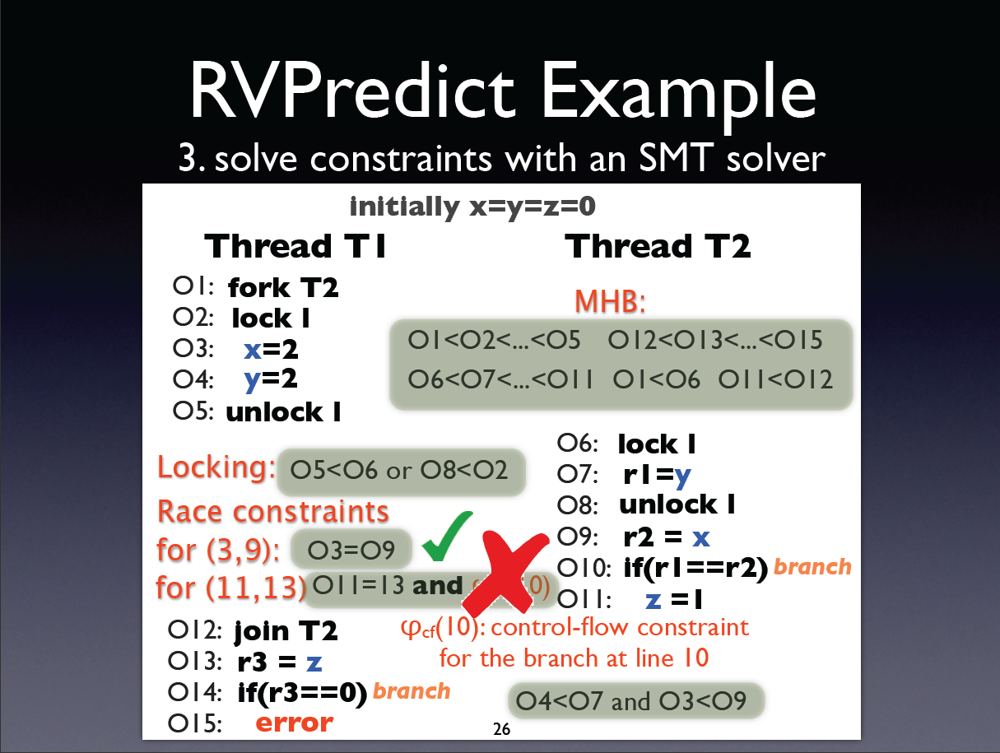 RVPredict Example
3. solve constraints with an SMT solver
initially x=y=z=0
Thread T1
Thread T2
O1: fork T2
O2: lock l
O3: x=2
O4: y=2
O5: unlock l
MHB:
O1<O2<...<O5 O12<O13<...<O15
O6<O7<...<O11 O1<O6 O11<O12
Locking: O5<O6 or O8<O2
Race constraints
for (3,9): O3=O9
for (11,13) O11=13 and 0)
O6: lock l
O7: r1=y
O8: unlock l
O9: r2 = x
O10: if(r1==r2) branch
O11: z =1
O12: join T2
O13: r3 = z
O14: if(r3==0) branch
O15: error
φcf(10): control-flow constraint
for the branch at line 10
O4<O7 and O3<O9
26